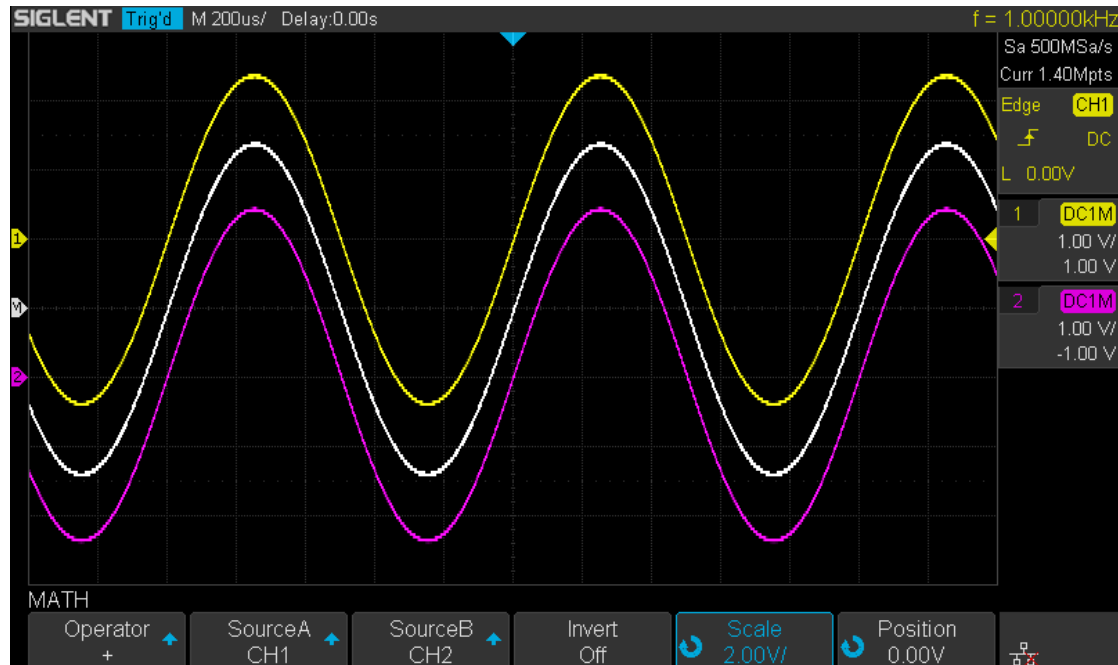 SIGLENT Trig'd M 200us/ Delay:0.00s f = 1.00000kHz
Sa 500MSa/s
Curr 1.40Mpts
Edge CH1
DC
L 0.00V
1 DC1M
1.00 V/
1.00 V
2 DC1M
1.00 V/
-1.00 V
1
M
2
MATH
Operator SourceA SourceB Invert Scale Position
+ CH1 CH2 Off 2.00V/ 0.00V